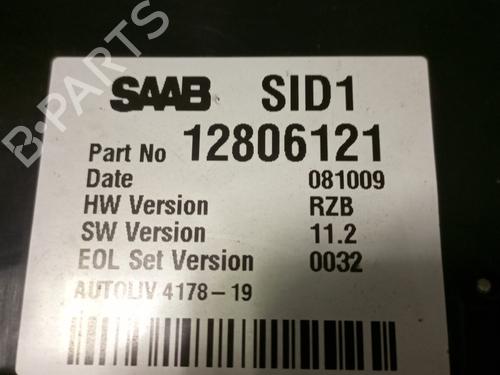 SAAB SID1
Part No 12806121
Date 081009
HW Version RZB
SW Version 11.2
EOL Set Version 0032
AUTOLIV 4178-19
B-PARTS